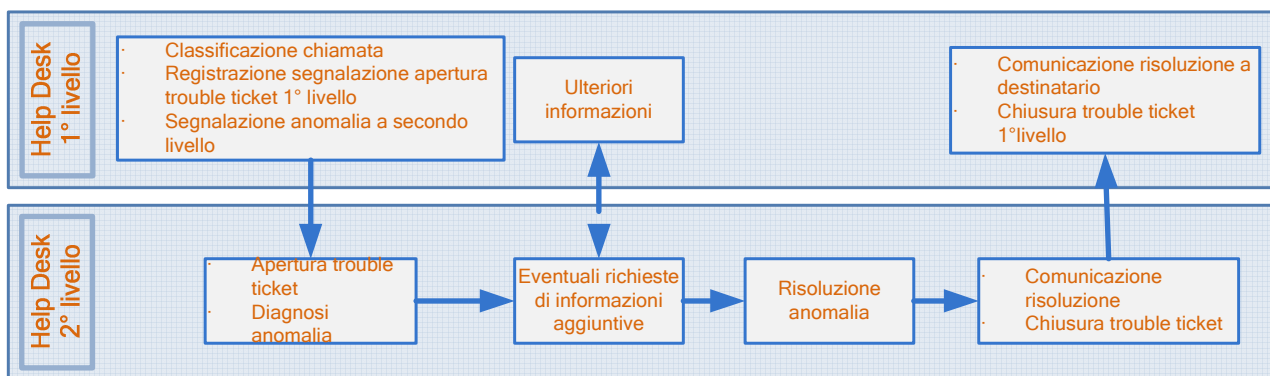 Help Desk
1° livello
· Classificazione chiamata
· Registrazione segnalazione apertura
trouble ticket 1° livello
· Segnalazione anomalia a secondo
livello
Ulteriori
informazioni
· Comunicazione risoluzione a
destinatario
· Chiusura trouble ticket
1°livello
Help Desk
2° livello
· Apertura trouble
ticket
· Diagnosi
anomalia
Eventuali richieste
di informazioni
aggiuntive
Risoluzione
anomalia
· Comunicazione
risoluzione
· Chiusura trouble ticket